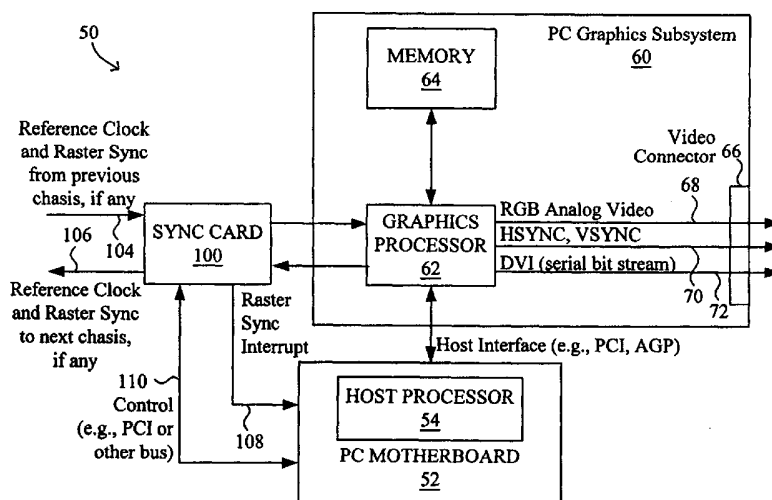 50
PC Graphics Subsystem
60
MEMORY
64
Reference Clock
and Raster Sync
from previous
chasis, if any
Video
Connector
66
68
104
SYNC CARD
100
GRAPHICS
PROCESSOR
62
RGB Analog Video
HSYNC, VSYNC
DVI (serial bit stream)
70
72
106
Reference Clock
and Raster Sync
to next chasis,
if any
Raster
Sync
Interrupt
Host Interface (e.g., PCI, AGP)
110
Control
(e.g., PCI or
other bus)
108
HOST PROCESSOR
54
PC MOTHERBOARD
52